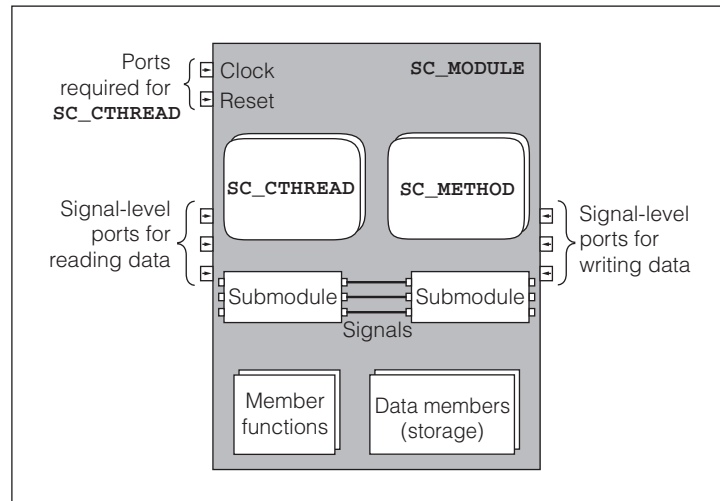 Ports
required for
SC_CTHREAD
Clock
Reset
SC_MODULE
SC_CTHREAD
SC_METHOD
Signal-level
ports for
reading data
Signal-level
ports for
writing data
Submodule
Submodule
Signals
Member
functions
Data members
(storage)